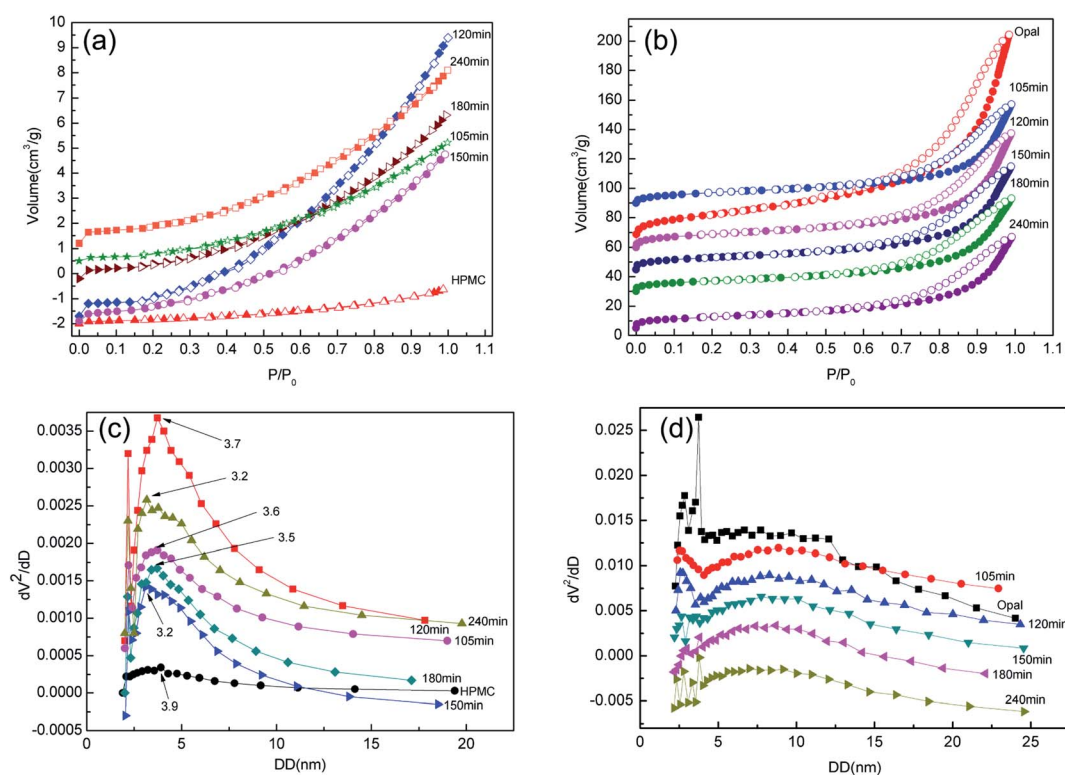 (a)
10
9
8
7
6
5
4
3
2
1
0
-1
-2
Volume(cm³/g)
120min
240min
180min
105min
150min
HPMC
0.0 0.1 0.2 0.3 0.4 0.5 0.6 0.7 0.8 0.9 1.0 1.1
P/P₀
(b)
200
180
160
140
120
100
80
60
40
20
0
Volume(cm³/g)
Opal
105min
120min
150min
180min
240min
0.0 0.1 0.2 0.3 0.4 0.5 0.6 0.7 0.8 0.9 1.0 1.1
P/P₀
(c)
0.0035
0.0030
0.0025
0.0020
0.0015
0.0010
0.0005
0.0000
-0.0005
dV²/dD
3.7
3.2
3.6
3.5
3.2
3.9
120min
240min
105min
180min
HPMC
150min
0 5 10 15 20
DD(nm)
(d)
0.025
0.020
0.015
0.010
0.005
0.000
-0.005
dV²/dD
105min
Opal
120min
150min
180min
240min
0 5 10 15 20 25
DD(nm)